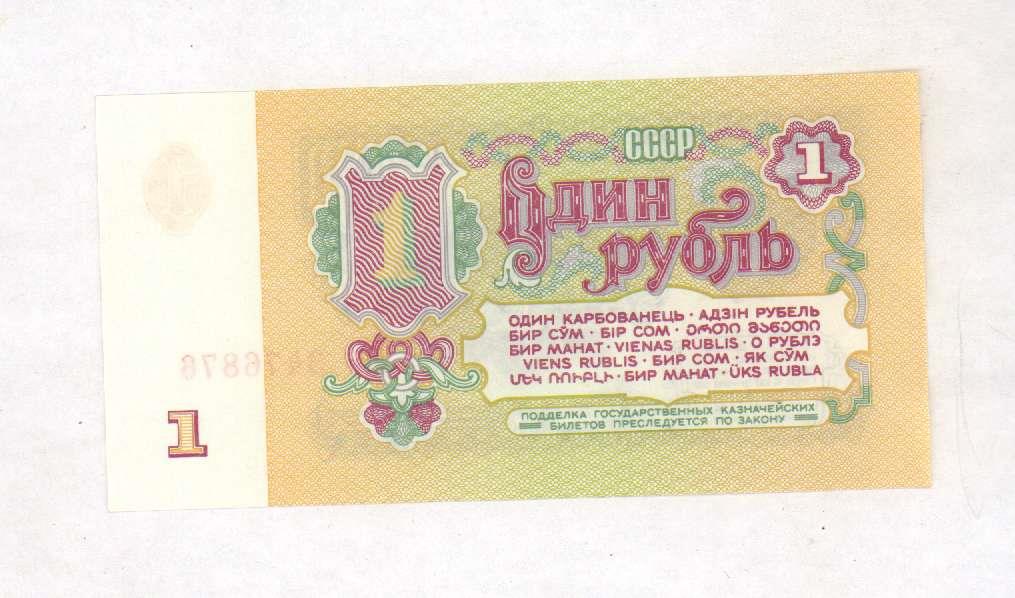 СССР
1
1
Один
рубль
ОДИН КАРБОВАНЕЦЬ · АДЗІН РУБЕЛЬ
БИР СЎМ · БІР СОМ · ᲔᲠᲗᲘ ᲛᲐᲜᲔᲗᲘ
БИР МАНАТ · VIENAS RUBLIS · О РУБЛЭ
VIENS RUBLIS · БИР СОМ · ЯК СЎМ
ՄԵԿ ՌՈՒԲԼԻ · БИР МАНАТ · ÜKS RUBLA
ПОДДЕЛКА ГОСУДАРСТВЕННЫХ КАЗНАЧЕЙСКИХ
БИЛЕТОВ ПРЕСЛЕДУЕТСЯ ПО ЗАКОНУ
1